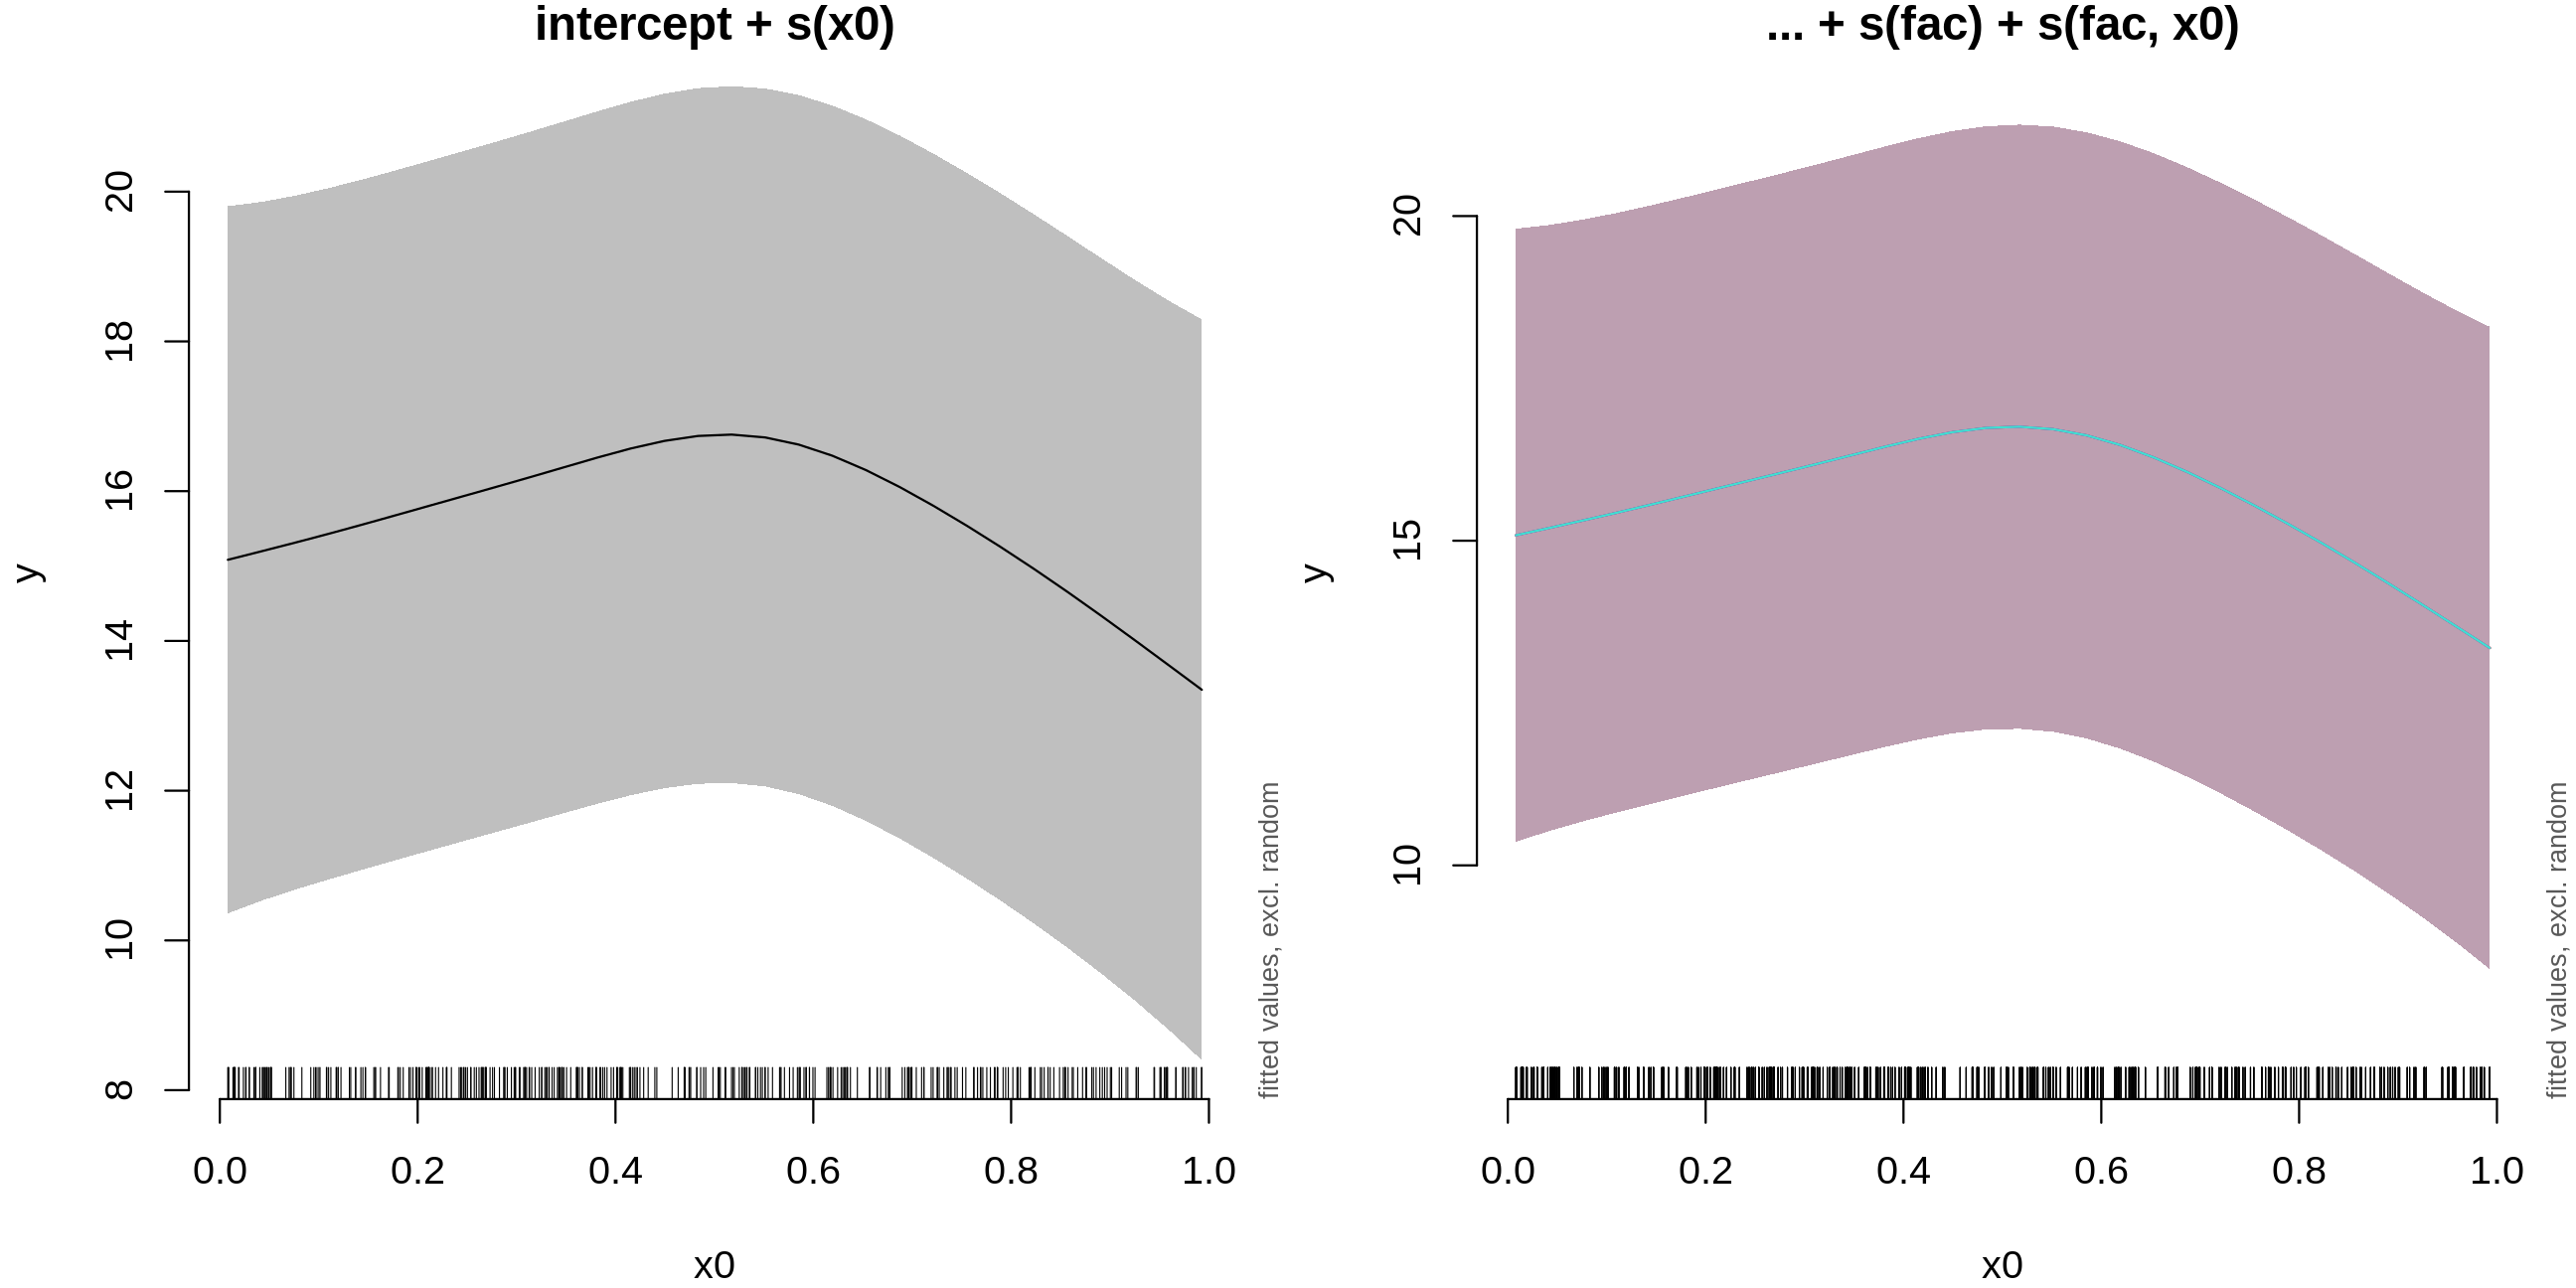 intercept + s(x0)
y
20
18
16
14
12
10
8
0.0 0.2 0.4 0.6 0.8 1.0
x0
fitted values, excl. random
... + s(fac) + s(fac, x0)
y
20
15
10
0.0 0.2 0.4 0.6 0.8 1.0
x0
fitted values, excl. random